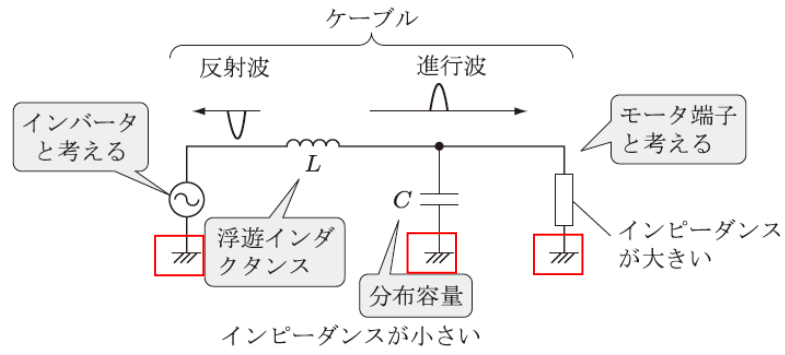 ケーブル
反射波
進行波
インバータ
と考える
モータ端子
と考える
L
C
浮遊インダ
クタンス
分布容量
インピーダンス
が大きい
インピーダンスが小さい